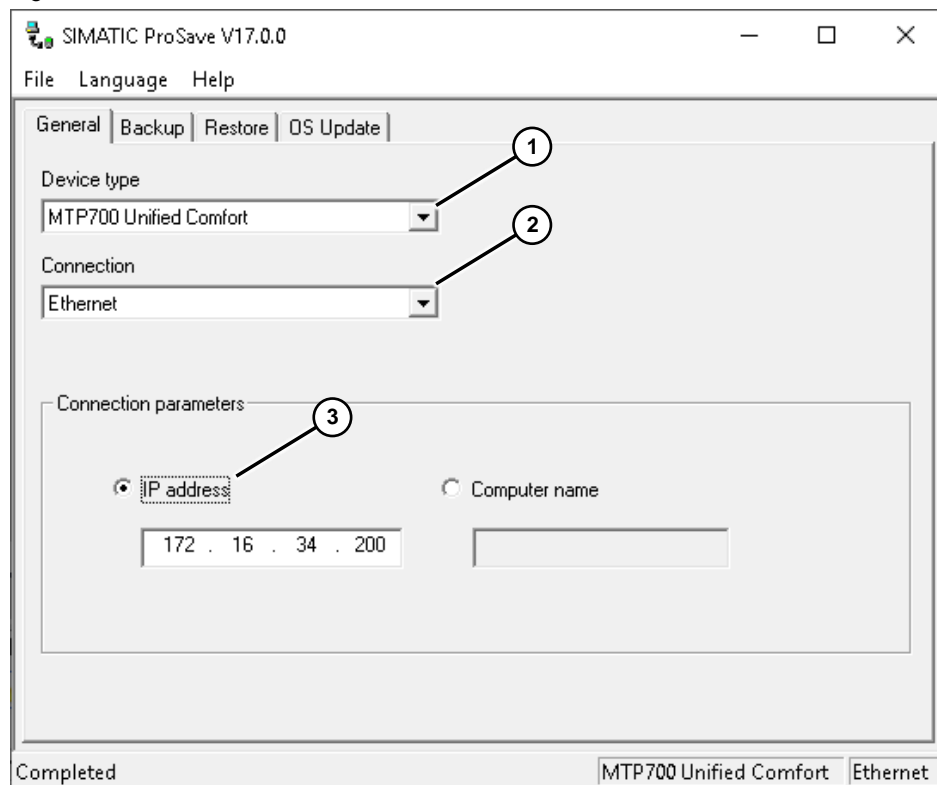 SIMATIC ProSave V17.0.0
File Language Help
General Backup Restore OS Update
1
Device type
MTP700 Unified Comfort
2
Connection
Ethernet
Connection parameters
3
IP address Computer name
172 . 16 . 34 . 200
Completed MTP700 Unified Comfort Ethernet